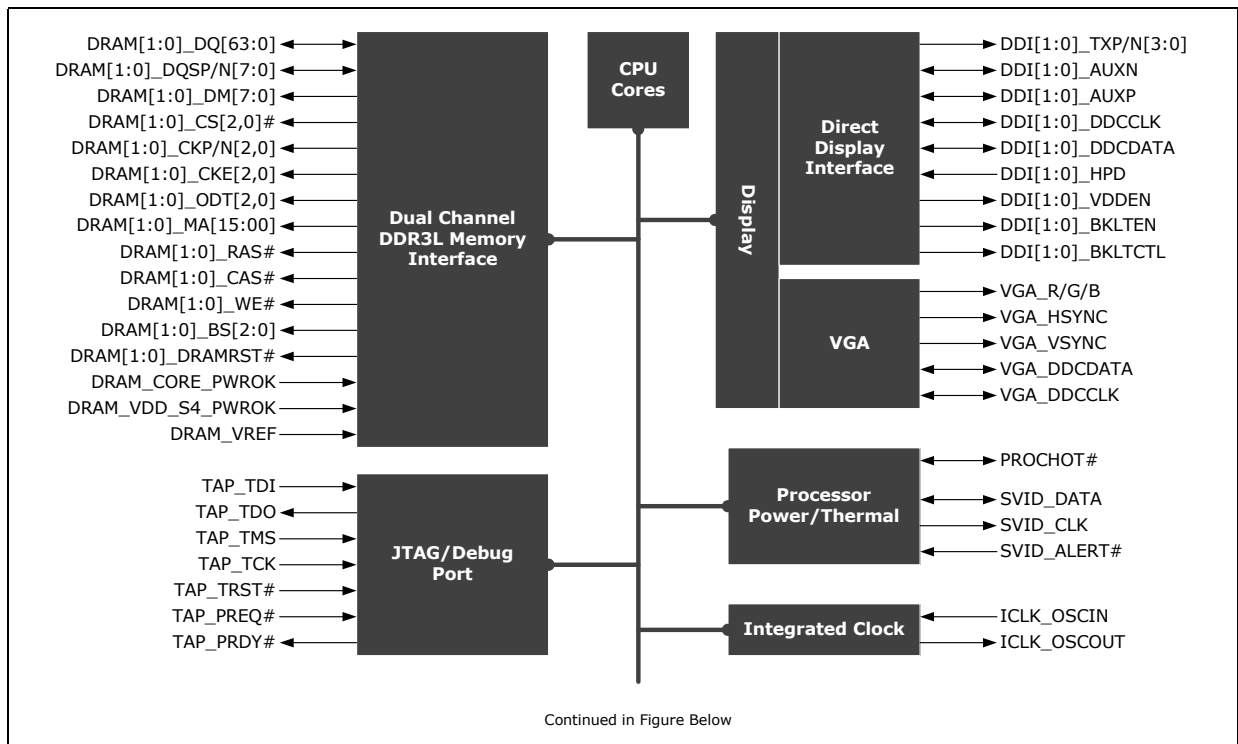 DRAM[1:0]_DQ[63:0]
DRAM[1:0]_DQSP/N[7:0]
DRAM[1:0]_DM[7:0]
DRAM[1:0]_CS[2,0]#
DRAM[1:0]_CKP/N[2,0]
DRAM[1:0]_CKE[2,0]
DRAM[1:0]_ODT[2,0]
DRAM[1:0]_MA[15:00]
DRAM[1:0]_RAS#
DRAM[1:0]_CAS#
DRAM[1:0]_WE#
DRAM[1:0]_BS[2:0]
DRAM[1:0]_DRAMRST#
DRAM_CORE_PWROK
DRAM_VDD_S4_PWROK
DRAM_VREF
Dual Channel
DDR3L Memory
Interface
TAP_TDI
TAP_TDO
TAP_TMS
TAP_TCK
TAP_TRST#
TAP_PREQ#
TAP_PRDY#
JTAG/Debug
Port
CPU
Cores
Display
Direct
Display
Interface
DDI[1:0]_TXP/N[3:0]
DDI[1:0]_AUXN
DDI[1:0]_AUXP
DDI[1:0]_DDCCLK
DDI[1:0]_DDCDATA
DDI[1:0]_HPD
DDI[1:0]_VDDEN
DDI[1:0]_BKLTEN
DDI[1:0]_BKLTCTL
VGA
VGA_R/G/B
VGA_HSYNC
VGA_VSYNC
VGA_DDCDATA
VGA_DDCCLK
Processor
Power/Thermal
PROCHOT#
SVID_DATA
SVID_CLK
SVID_ALERT#
Integrated Clock
ICLK_OSCIN
ICLK_OSCOUT
Continued in Figure Below